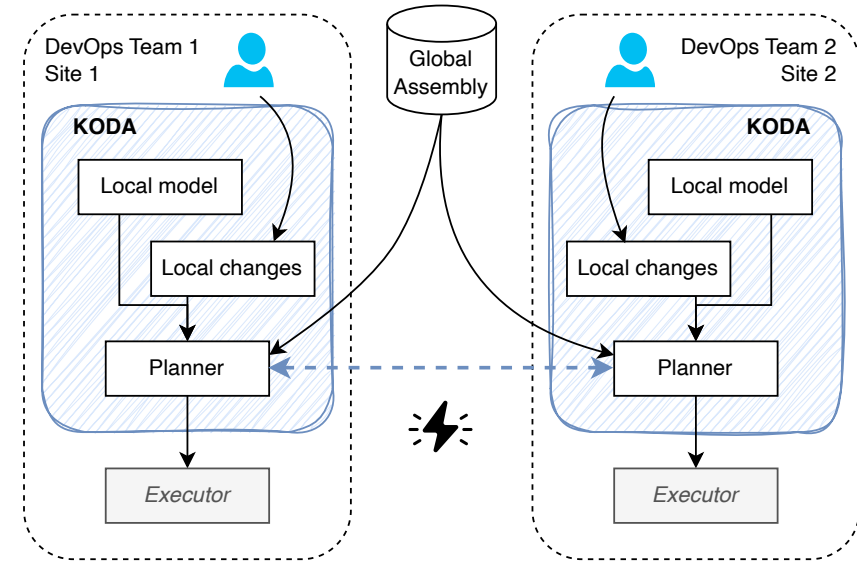 DevOps Team 1
Site 1
KODA
Local model
Local changes
Planner
Executor
Global
Assembly
DevOps Team 2
Site 2
KODA
Local model
Local changes
Planner
Executor